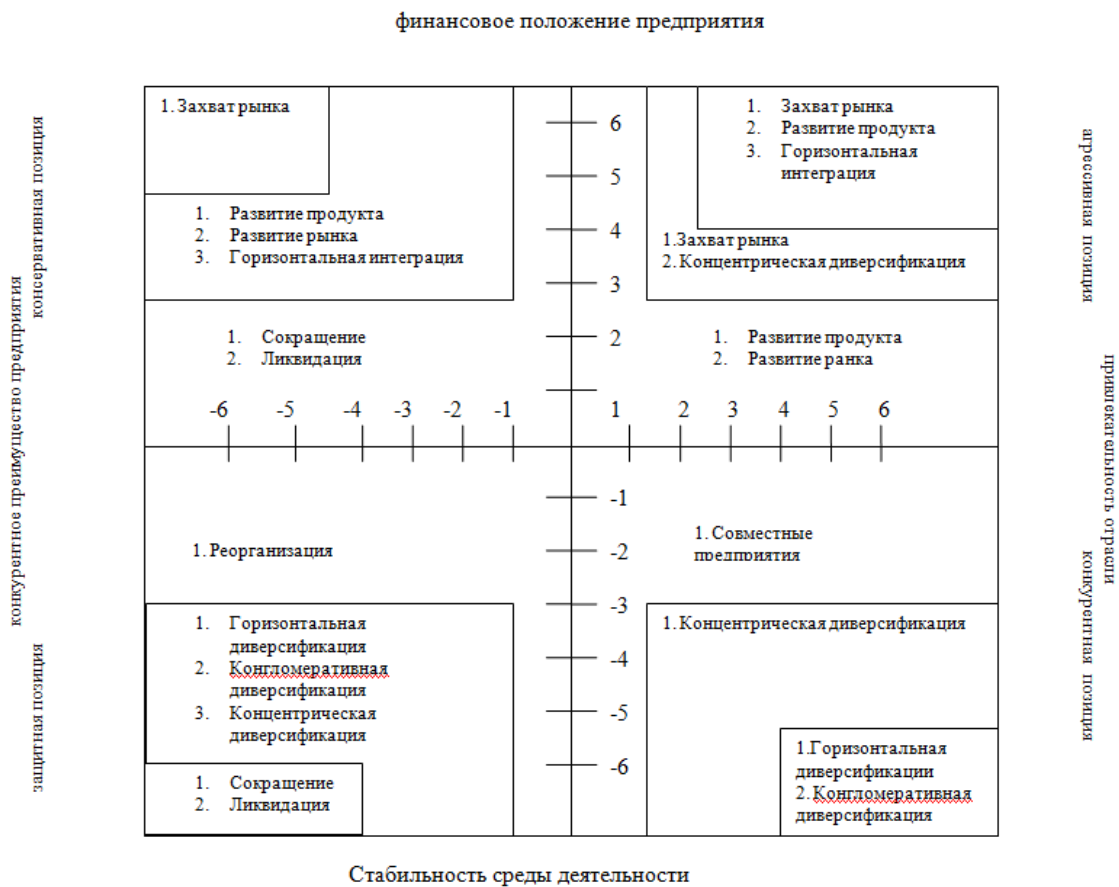 финансовое положение предприятия
1. Захват рынка
1. Развитие продукта
2. Развитие рынка
3. Горизонтальная интеграция
1. Сокращение
2. Ликвидация
1. Захват рынка
2. Развитие продукта
3. Горизонтальная
интеграция
1.Захват рынка
2. Концентрическая диверсификация
1. Развитие продукта
2. Развитие ранка
6
5
4
3
2
-6 -5 -4 -3 -2 -1 1 2 3 4 5 6
-1
-2
-3
-4
-5
-6
1. Реорганизация
1. Совместные
предприятия
1. Горизонтальная
диверсификация
2. Конгломеративная
диверсификация
3. Концентрическая
диверсификация
1. Сокращение
2. Ликвидация
1. Концентрическая диверсификация
1.Горизонтальная
диверсификации
2. Конгломеративная
диверсификация
консервативная позиция
конкурентное преимущество предприятия
защитная позиция
агрессивная позиция
привлекательность отрасли
конкурентная позиция
Стабильность среды деятельности